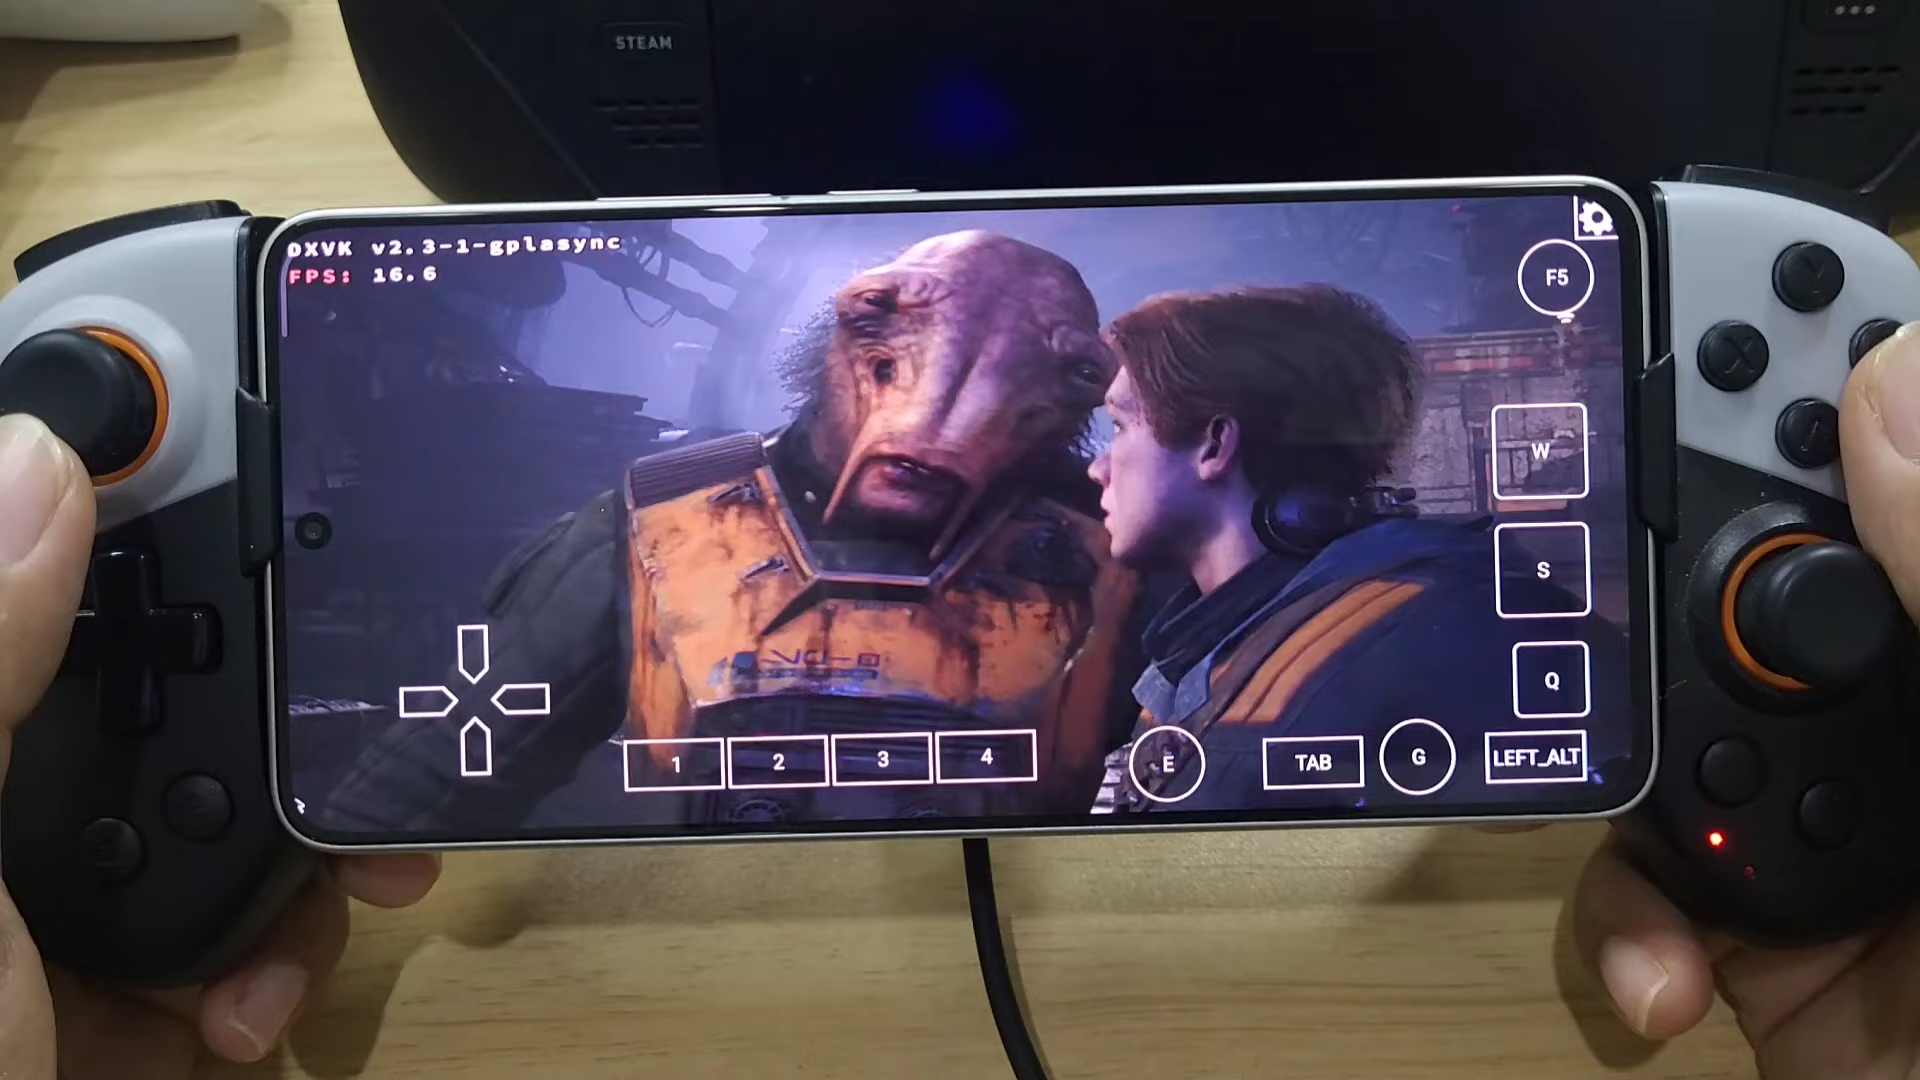 STEAM
DXVK v2.3-1-gplasync
FPS: 16.6
F5
Y
X
W
S
Q
1
2
3
4
E
TAB
G
LEFT_ALT